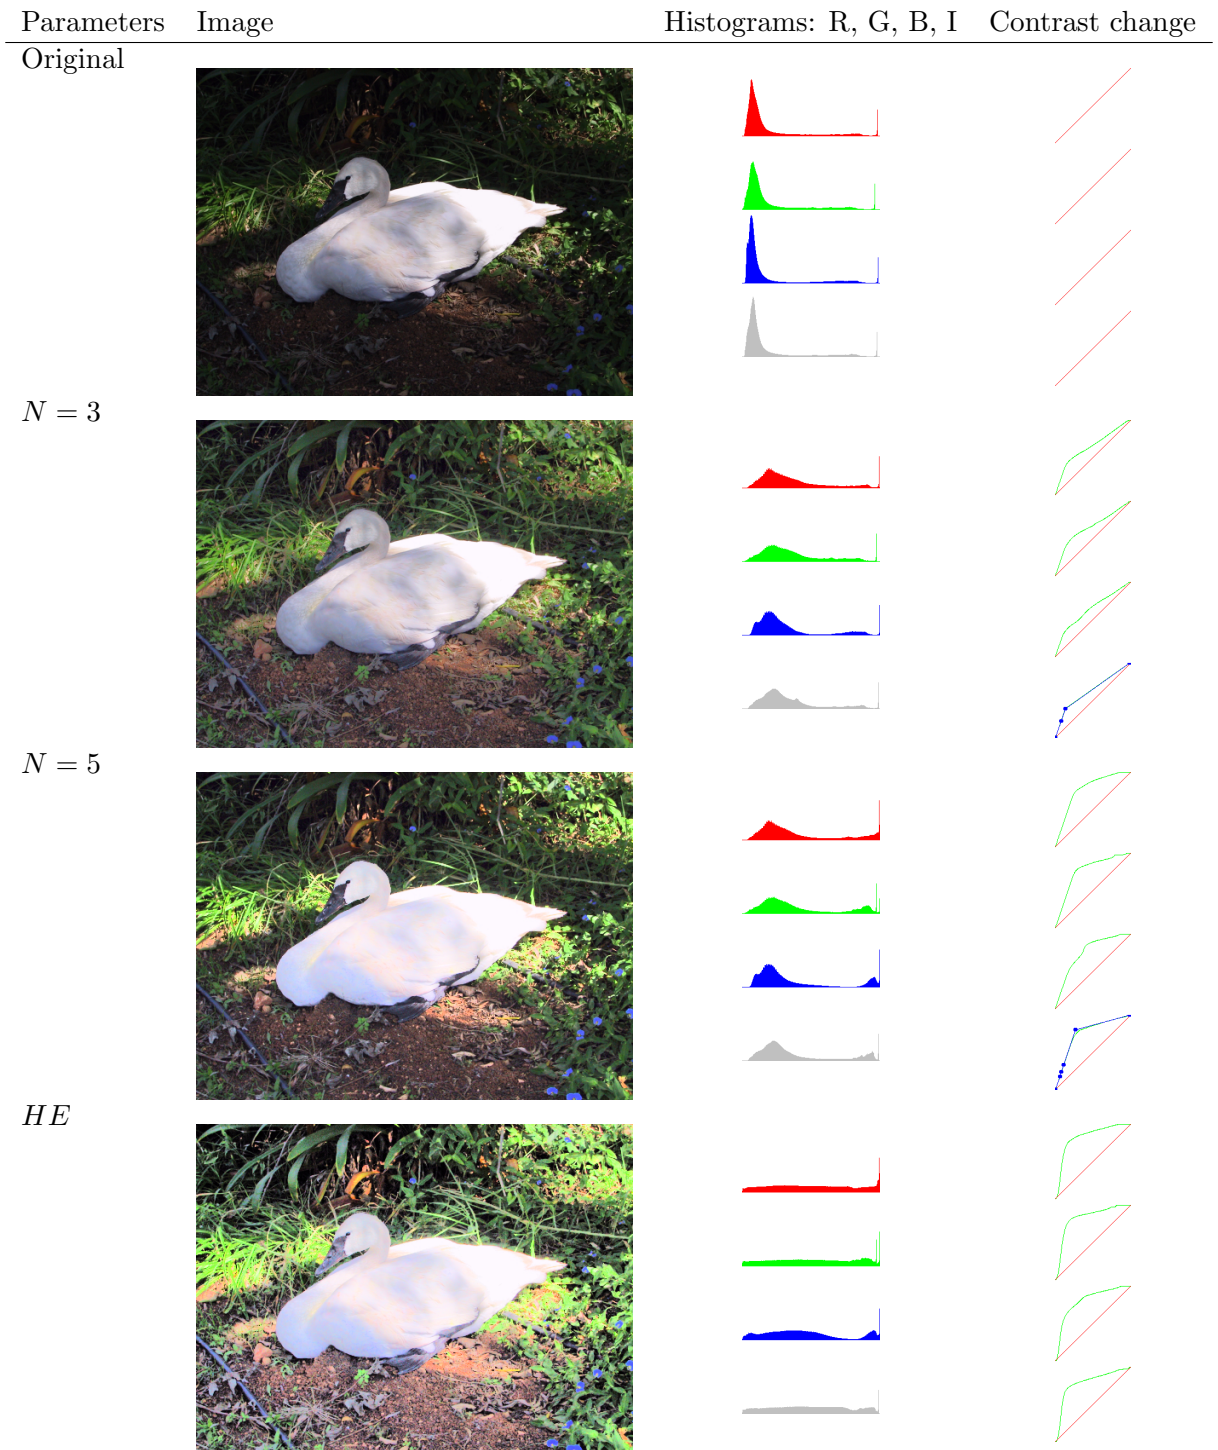 Parameters Image Histograms: R, G, B, I Contrast change
Original
N = 3
N = 5
HE